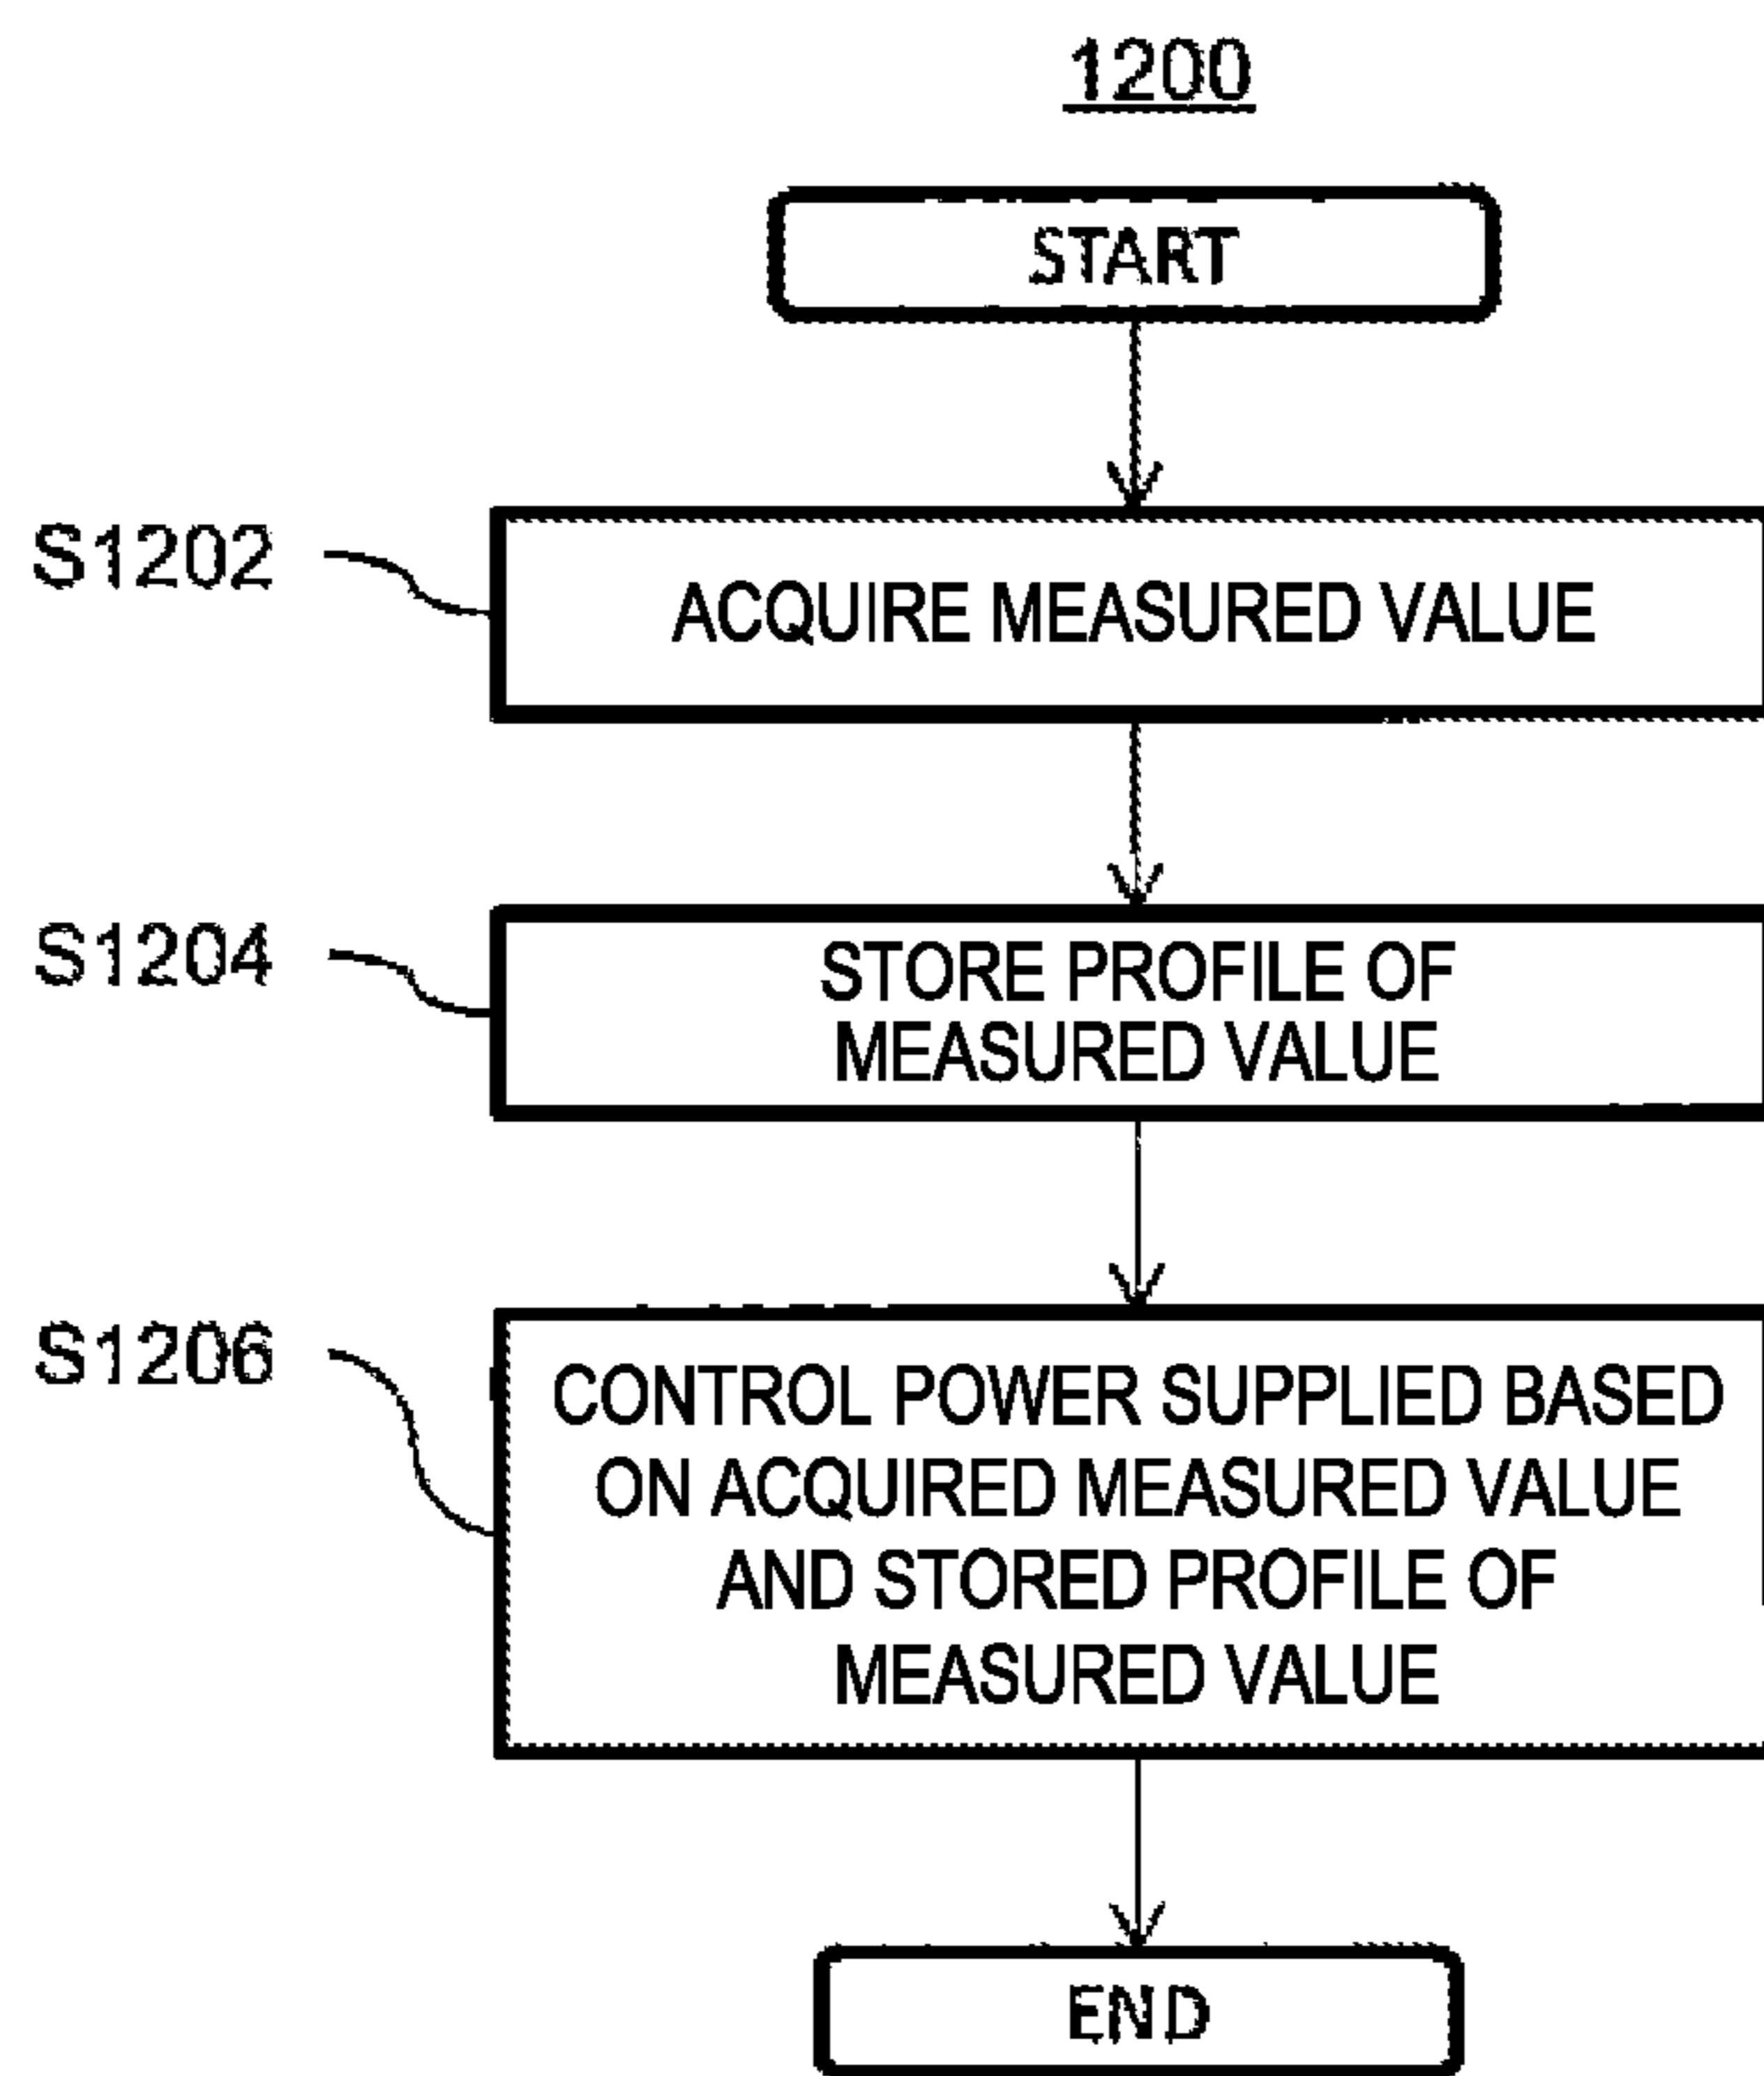 1200
START
S1202
ACQUIRE MEASURED VALUE
S1204
STORE PROFILE OF
MEASURED VALUE
S1206
CONTROL POWER SUPPLIED BASED
ON ACQUIRED MEASURED VALUE
AND STORED PROFILE OF
MEASURED VALUE
END